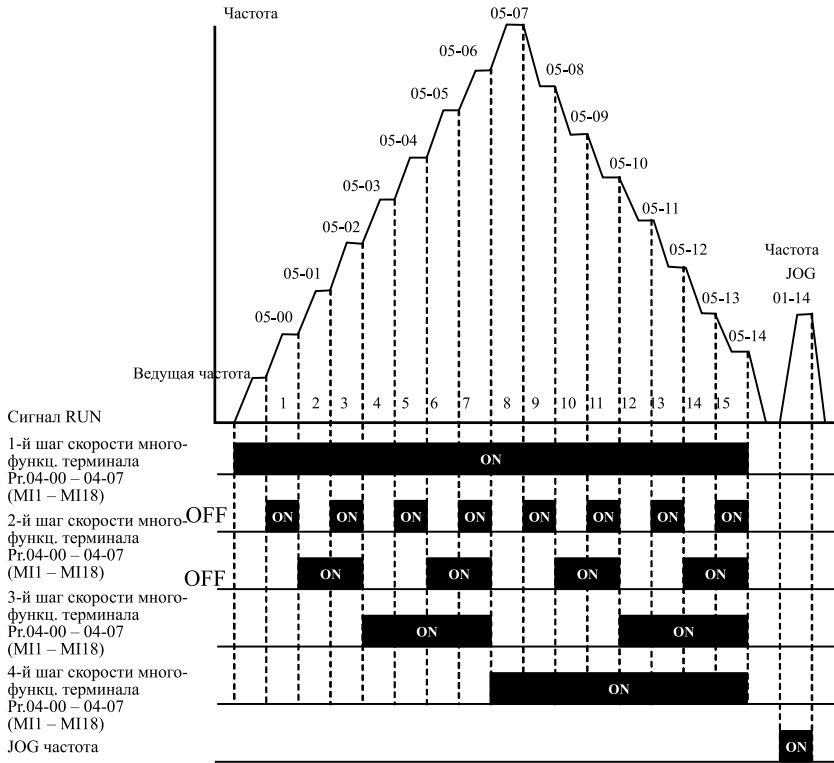 Частота
05-07
05-06
05-08
05-05
05-09
05-04
05-10
05-03
05-11
05-02
05-12
Частота
JOG
05-01
01-14
05-13
05-00
05-14
Ведущая частота
1 2 3 4 5 6 7 8 9 10 11 12 13 14 15
Сигнал RUN
1-й шаг скорости много-
функц. терминала
Pr.04-00 – 04-07
(MI1 – MI18)
ON
OFF
ON ON ON ON ON ON ON ON
2-й шаг скорости много-
функц. терминала
Pr.04-00 – 04-07
(MI1 – MI18)
OFF
ON ON ON ON
3-й шаг скорости много-
функц. терминала
Pr.04-00 – 04-07
(MI1 – MI18)
ON ON
4-й шаг скорости много-
функц. терминала
Pr.04-00 – 04-07
(MI1 – MI18)
ON
JOG частота
ON